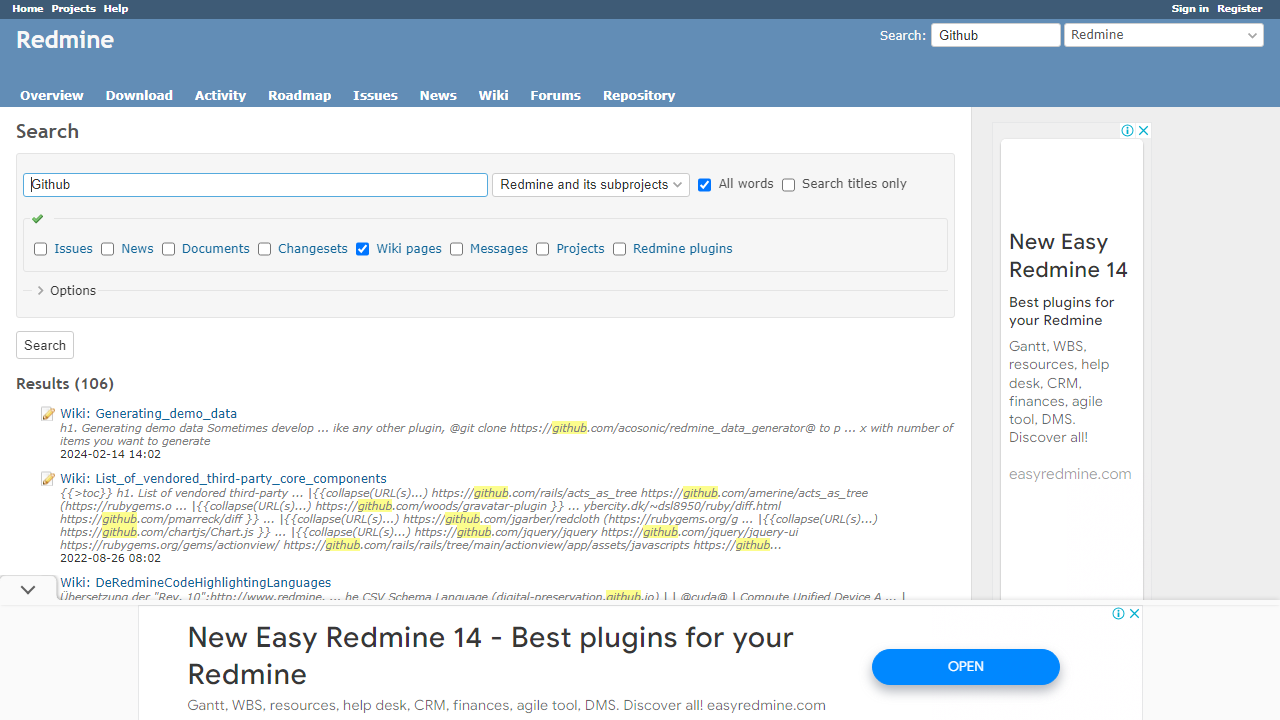 Home Projects Help Sign in Register
Redmine
Search: Github Redmine
Overview Download Activity Roadmap Issues News Wiki Forums Repository
Search
Github Redmine and its subprojects All words Search titles only
Issues News Documents Changesets Wiki pages Messages Projects Redmine plugins
Options
Search
Results (106)
Wiki: Generating_demo_data
h1. Generating demo data Sometimes develop ... ike any other plugin, @git clone https://github.com/acosonic/redmine_data_generator@ to p ... x with number of
items you want to generate
2024-02-14 14:02
Wiki: List_of_vendored_third-party_core_components
{{>toc}} h1. List of vendored third-party ... |{{collapse(URL(s)...) https://github.com/rails/acts_as_tree https://github.com/amerine/acts_as_tree
(https://rubygems.o ... |{{collapse(URL(s)...) https://github.com/woods/gravatar-plugin }} ... ybercity.dk/~dsl8950/ruby/diff.html
https://github.com/pmarreck/diff }} ... |{{collapse(URL(s)...) https://github.com/jgarber/redcloth (https://rubygems.org/g ... |{{collapse(URL(s)...)
https://github.com/chartjs/Chart.js }} ... |{{collapse(URL(s)...) https://github.com/jquery/jquery https://github.com/jquery/jquery-ui
https://rubygems.org/gems/actionview/ https://github.com/rails/rails/tree/main/actionview/app/assets/javascripts https://github...
2022-08-26 08:02
Wiki: DeRedmineCodeHighlightingLanguages
Übersetzung der "Rev. 10":http://www.redmine. ... he CSV Schema Language (digital-preservation.github.io) | | @cuda@ | Compute Unified Device A ... |
New Easy
Redmine 14
Best plugins for
your Redmine
Gantt, WBS,
resources, help
desk, CRM,
finances, agile
tool, DMS.
Discover all!
easyredmine.com
New Easy Redmine 14 - Best plugins for your
Redmine
Gantt, WBS, resources, help desk, CRM, finances, agile tool, DMS. Discover all! easyredmine.com
OPEN